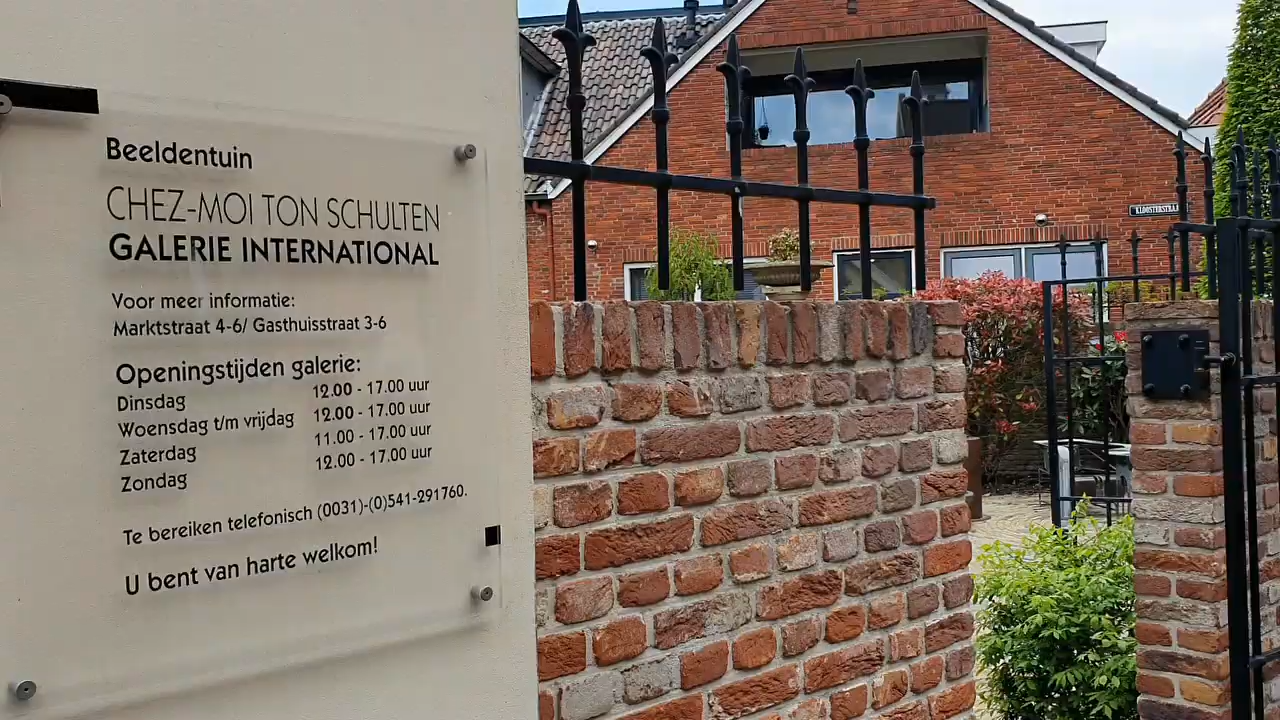 Beeldentuin
CHEZ-MOI TON SCHULTEN
GALERIE INTERNATIONAL
Voor meer informatie:
Marktstraat 4-6/ Gasthuisstraat 3-6
Openingstijden galerie:
Dinsdag 12.00 - 17.00 uur
Woensdag t/m vrijdag 12.00 - 17.00 uur
Zaterdag 11.00 - 17.00 uur
Zondag 12.00 - 17.00 uur
Te bereiken telefonisch (0031)-(0)541-291760.
U bent van harte welkom!
KLOOSTERSTRAAT